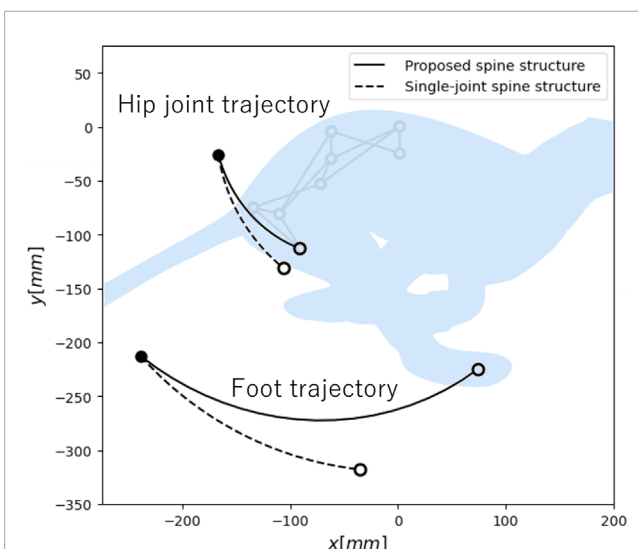 Proposed spine structure
Single-joint spine structure
Hip joint trajectory
Foot trajectory
50
0
−50
−100
−150
−200
−250
−300
−350
y[mm]
−200
−100
0
100
200
x[mm]